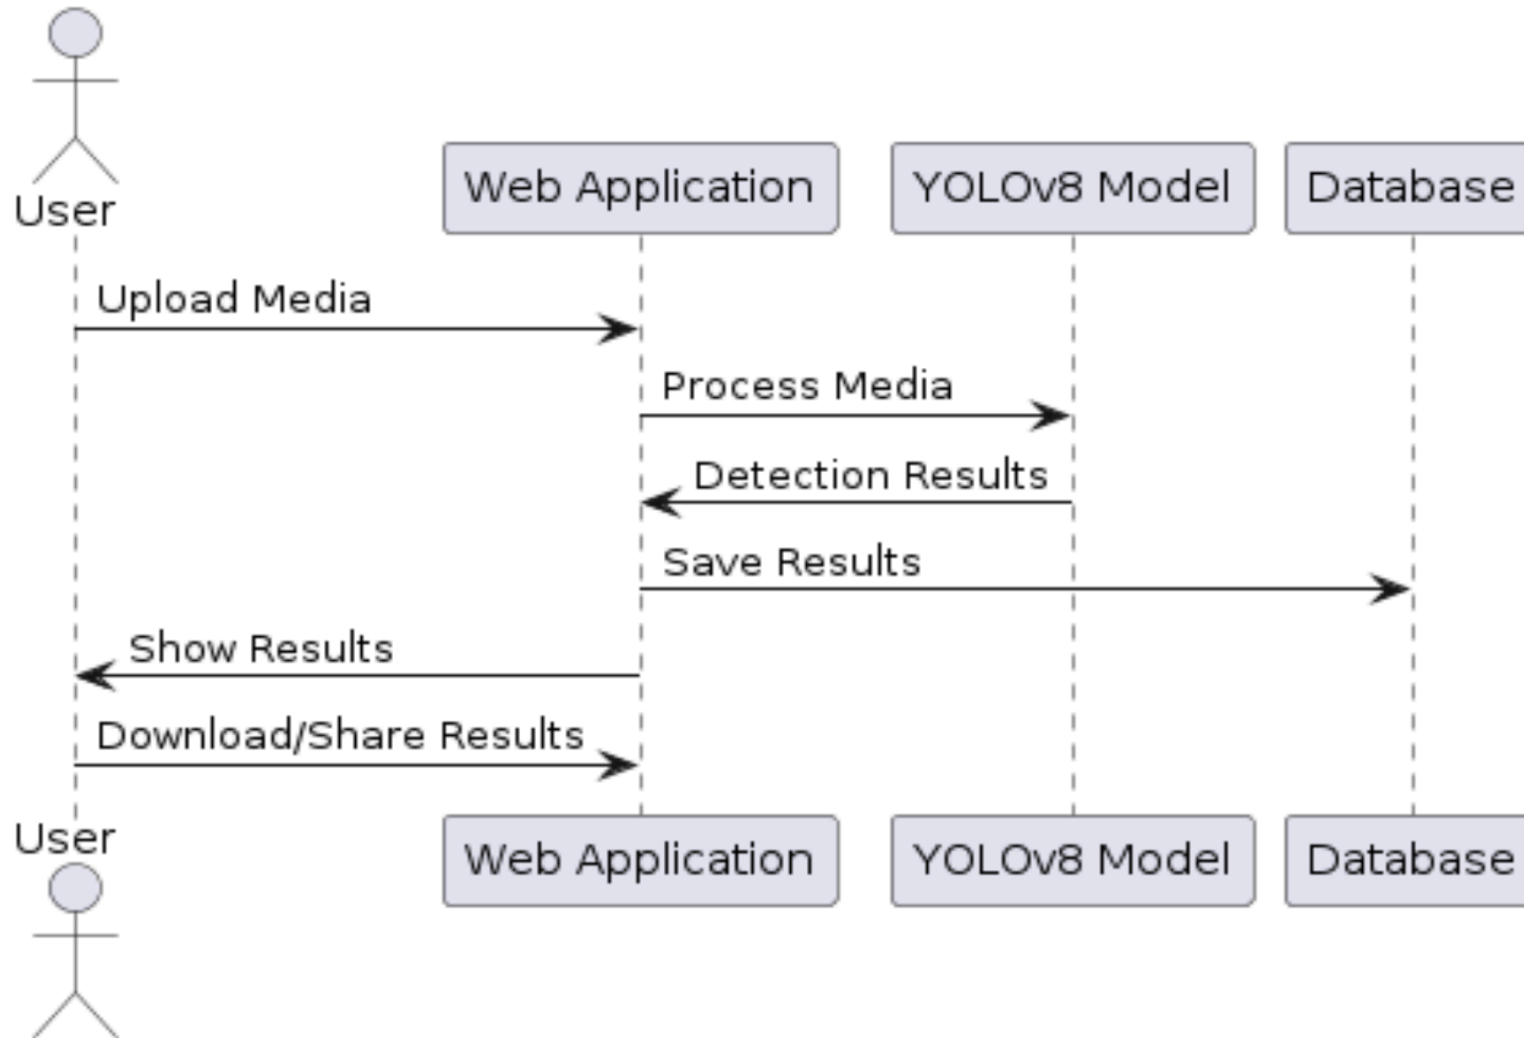 User
Web Application
YOLOv8 Model
Database
Upload Media
Process Media
Detection Results
Save Results
Show Results
Download/Share Results
User
Web Application
YOLOv8 Model
Database